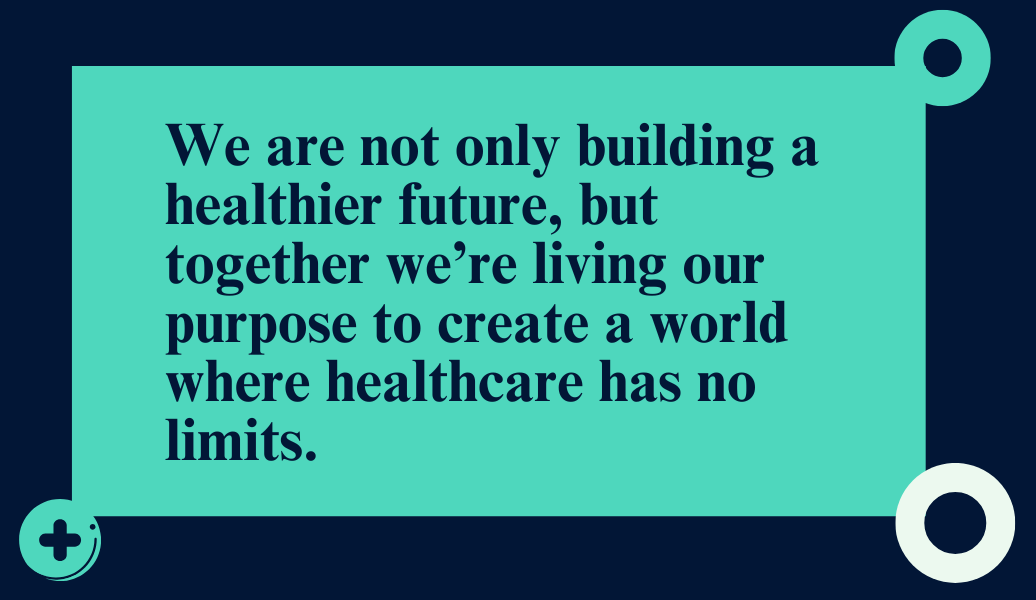 We are not only building a
healthier future, but
together we’re living our
purpose to create a world
where healthcare has no
limits.